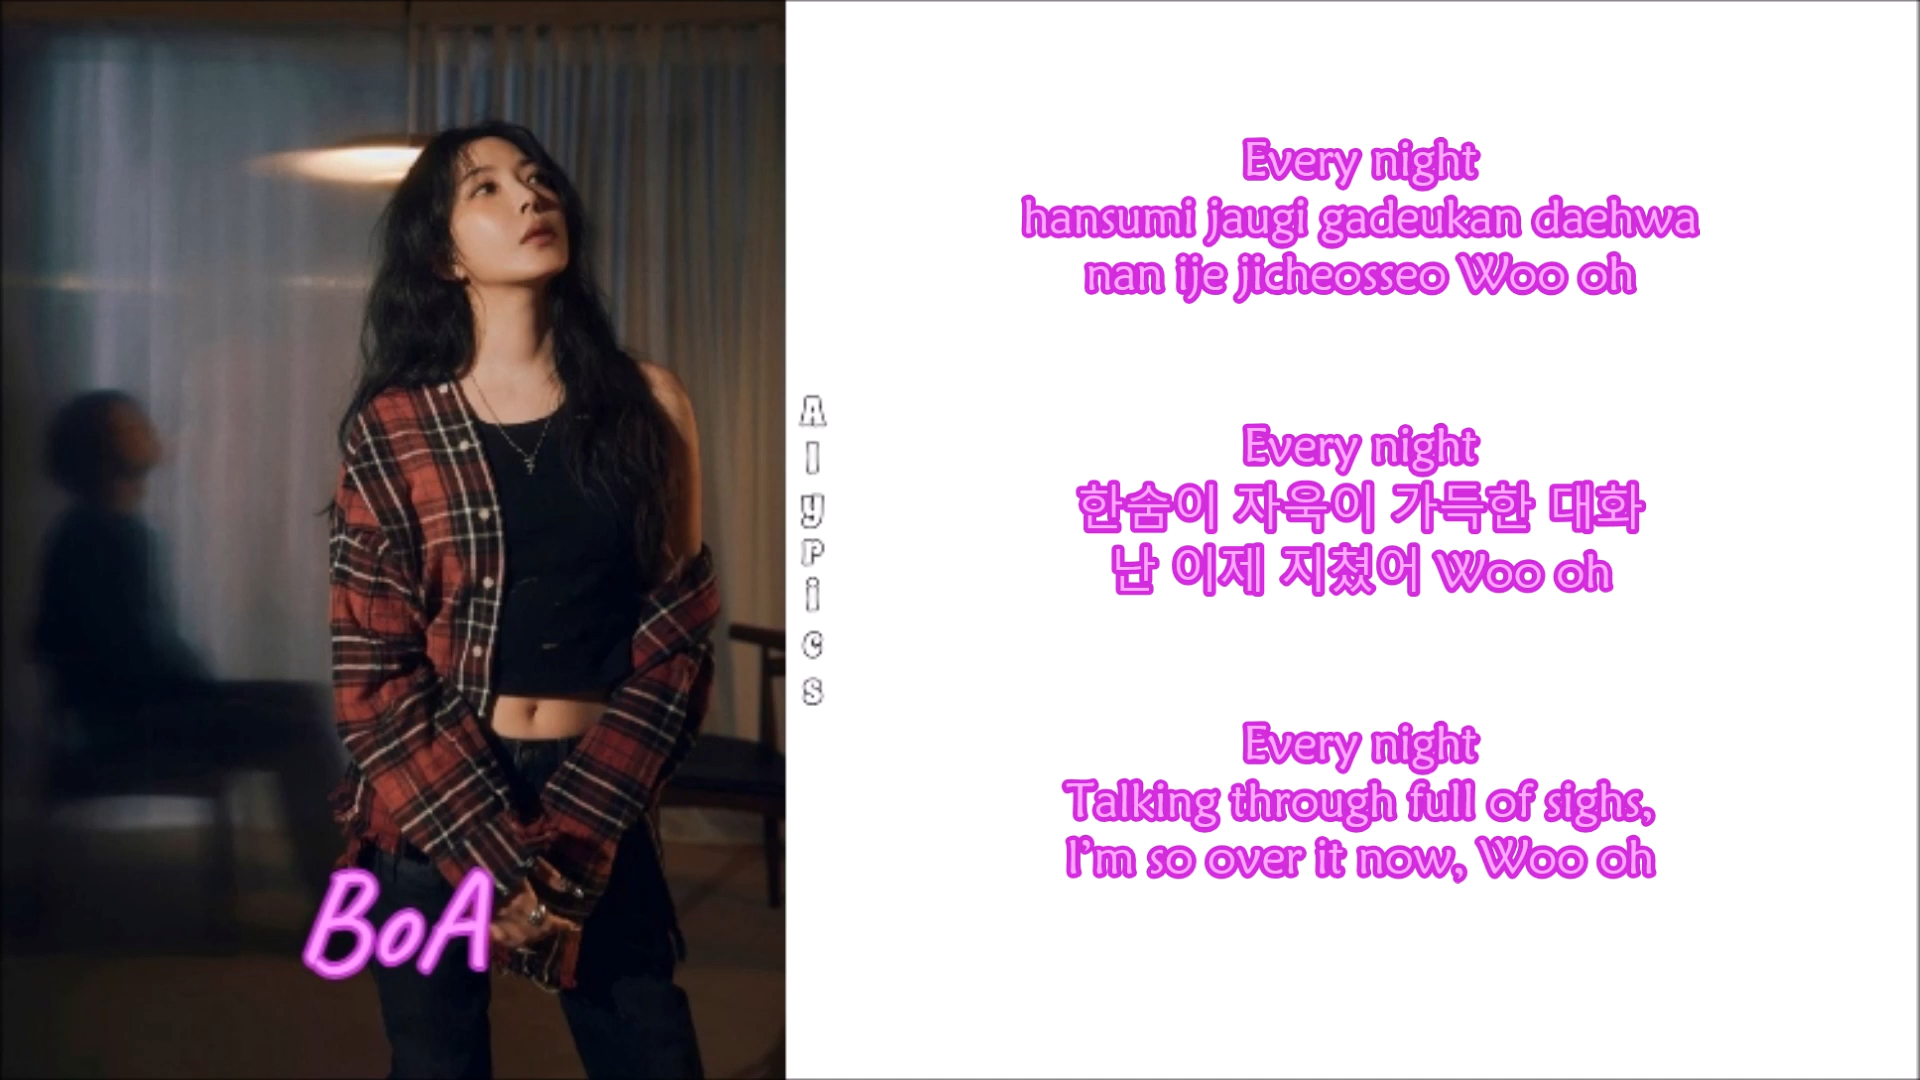 BoA
AlyPics
Every night
hansumi jaugi gadeukan daehwa
nan ije jicheosseo Woo oh
Every night
한숨이 자욱이 가득한 대화
난 이제 지쳤어 Woo oh
Every night
Talking through full of sighs,
I'm so over it now, Woo oh